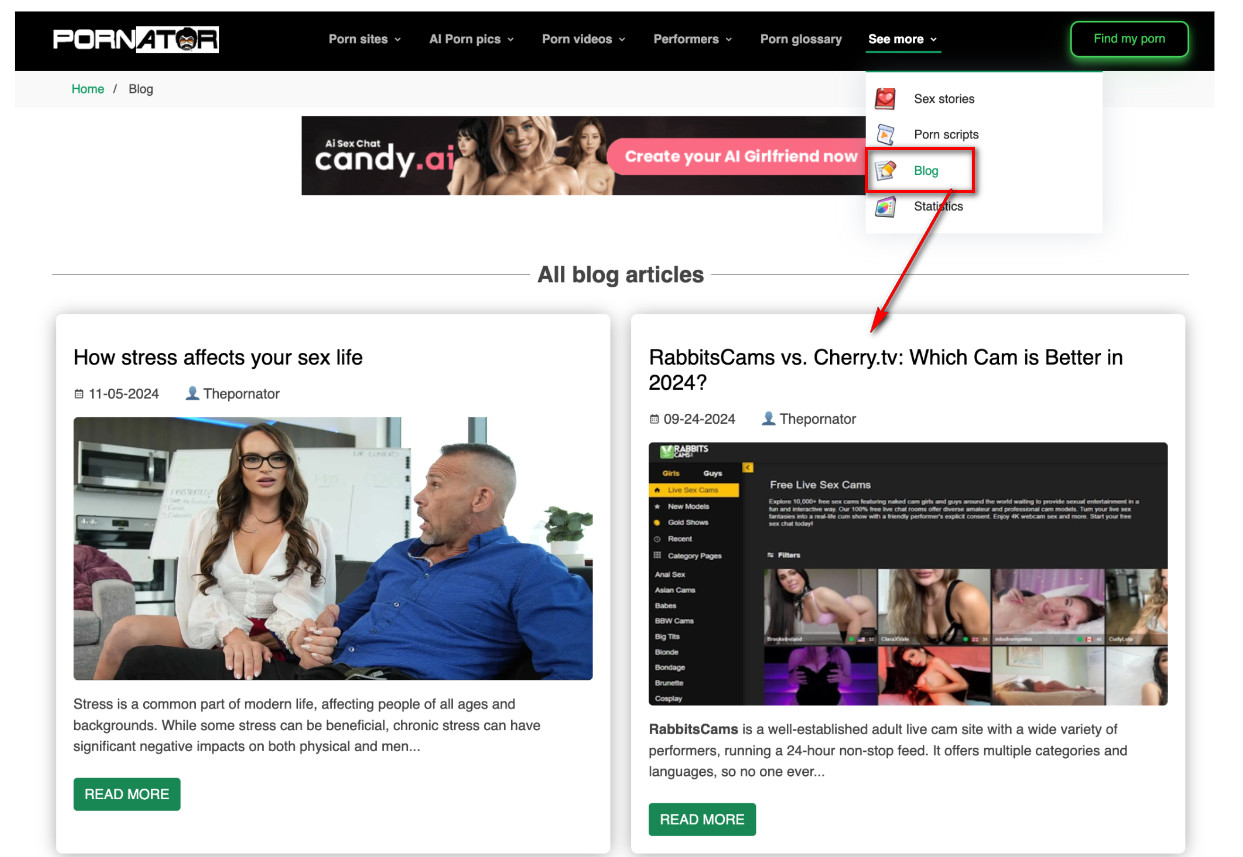 PORNATOR
Porn sites
AI Porn pics
Porn videos
Performers
Porn glossary
See more
Find my porn
Home / Blog
Sex stories
Porn scripts
Blog
Statistics
Ai Sex Chat
candy.ai
Create your AI Girlfriend now
All blog articles
How stress affects your sex life
11-05-2024 Thepornator
Stress is a common part of modern life, affecting people of all ages and
backgrounds. While some stress can be beneficial, chronic stress can have
significant negative impacts on both physical and men...
READ MORE
RabbitsCams vs. Cherry.tv: Which Cam is Better in
2024?
09-24-2024 Thepornator
RABBITS
CAMS
Girls Guys
Live Sex Cams
New Models
Gold Shows
Recent
Category Pages
Anal Sex
Asian Cams
Babes
BBW Cams
Big Tits
Blonde
Bondage
Brunette
Cosplay
Free Live Sex Cams
Explore 10,000+ free sex cams featuring naked cam girls and guys around the world waiting to provide sexual entertainment in a
fun and interactive way. Our 100% free live chat rooms offer diverse amateur and professional cam models. Turn your sex
fantasies into a real-life cum show with a friendly performer's explicit consent. Enjoy 4K webcam sex and more. Start your free
sex chat today!
Filters
RabbitsCams is a well-established adult live cam site with a wide variety of
performers, running a 24-hour non-stop feed. It offers multiple categories and
languages, so no one ever...
READ MORE